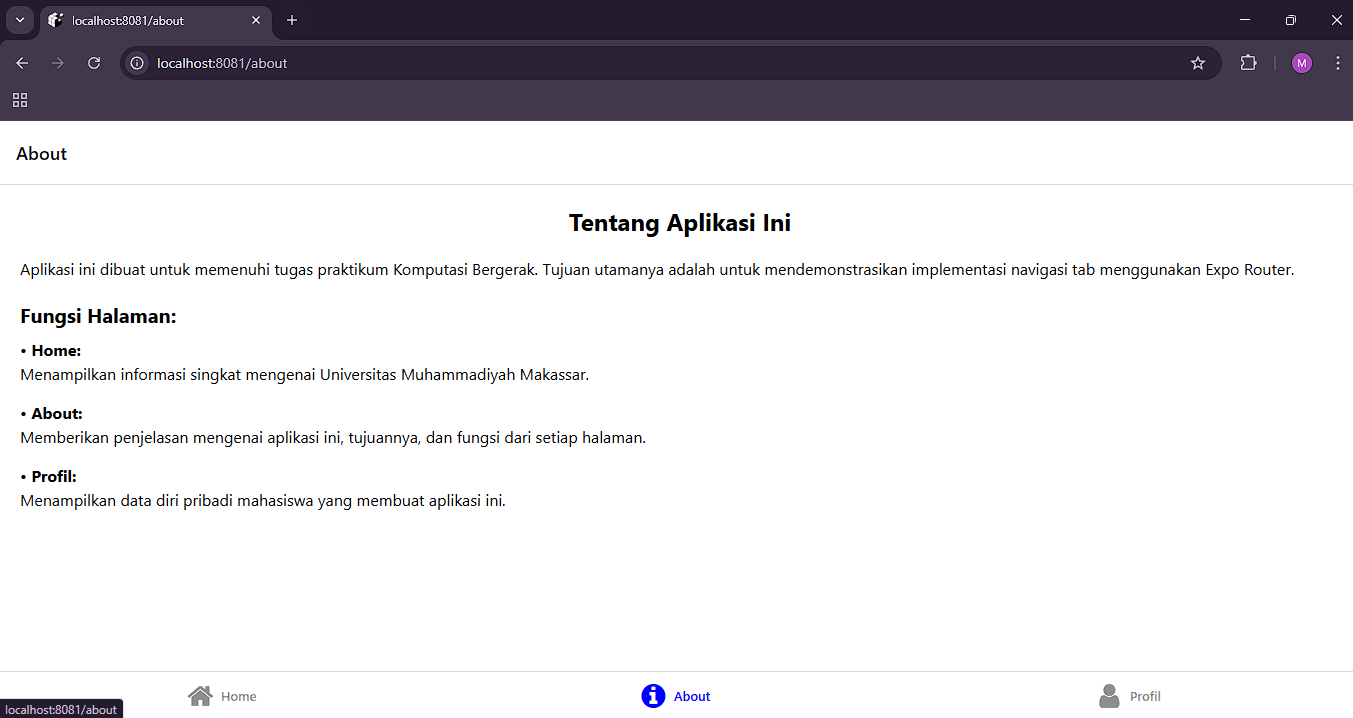 localhost:8081/about
localhost:8081/about
M
About
Tentang Aplikasi Ini
Aplikasi ini dibuat untuk memenuhi tugas praktikum Komputasi Bergerak. Tujuan utamanya adalah untuk mendemonstrasikan implementasi navigasi tab menggunakan Expo Router.
Fungsi Halaman:
• Home:
Menampilkan informasi singkat mengenai Universitas Muhammadiyah Makassar.
• About:
Memberikan penjelasan mengenai aplikasi ini, tujuannya, dan fungsi dari setiap halaman.
• Profil:
Menampilkan data diri pribadi mahasiswa yang membuat aplikasi ini.
Home About Profil
localhost:8081/about